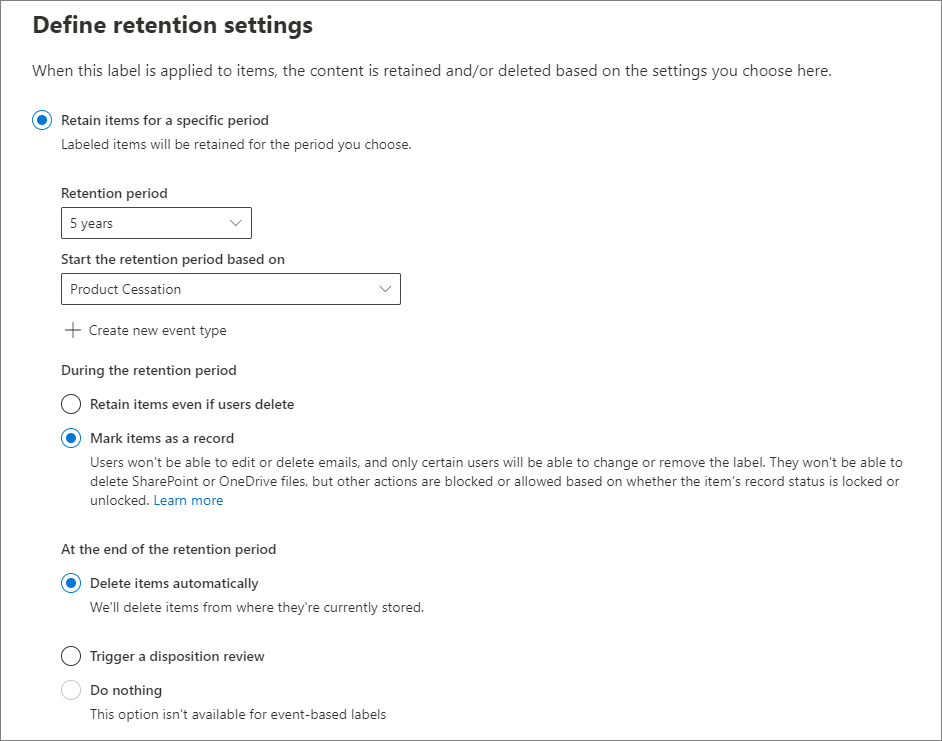 Define retention settings
When this label is applied to items, the content is retained and/or deleted based on the settings you choose here.
Retain items for a specific period
Labeled items will be retained for the period you choose.
Retention period
5 years
Start the retention period based on
Product Cessation
Create new event type
During the retention period
Retain items even if users delete
Mark items as a record
Users won't be able to edit or delete emails, and only certain users will be able to change or remove the label. They won't be able to
delete SharePoint or OneDrive files, but other actions are blocked or allowed based on whether the item's record status is locked or
unlocked. Learn more
At the end of the retention period
Delete items automatically
We'll delete items from where they're currently stored.
Trigger a disposition review
Do nothing
This option isn't available for event-based labels